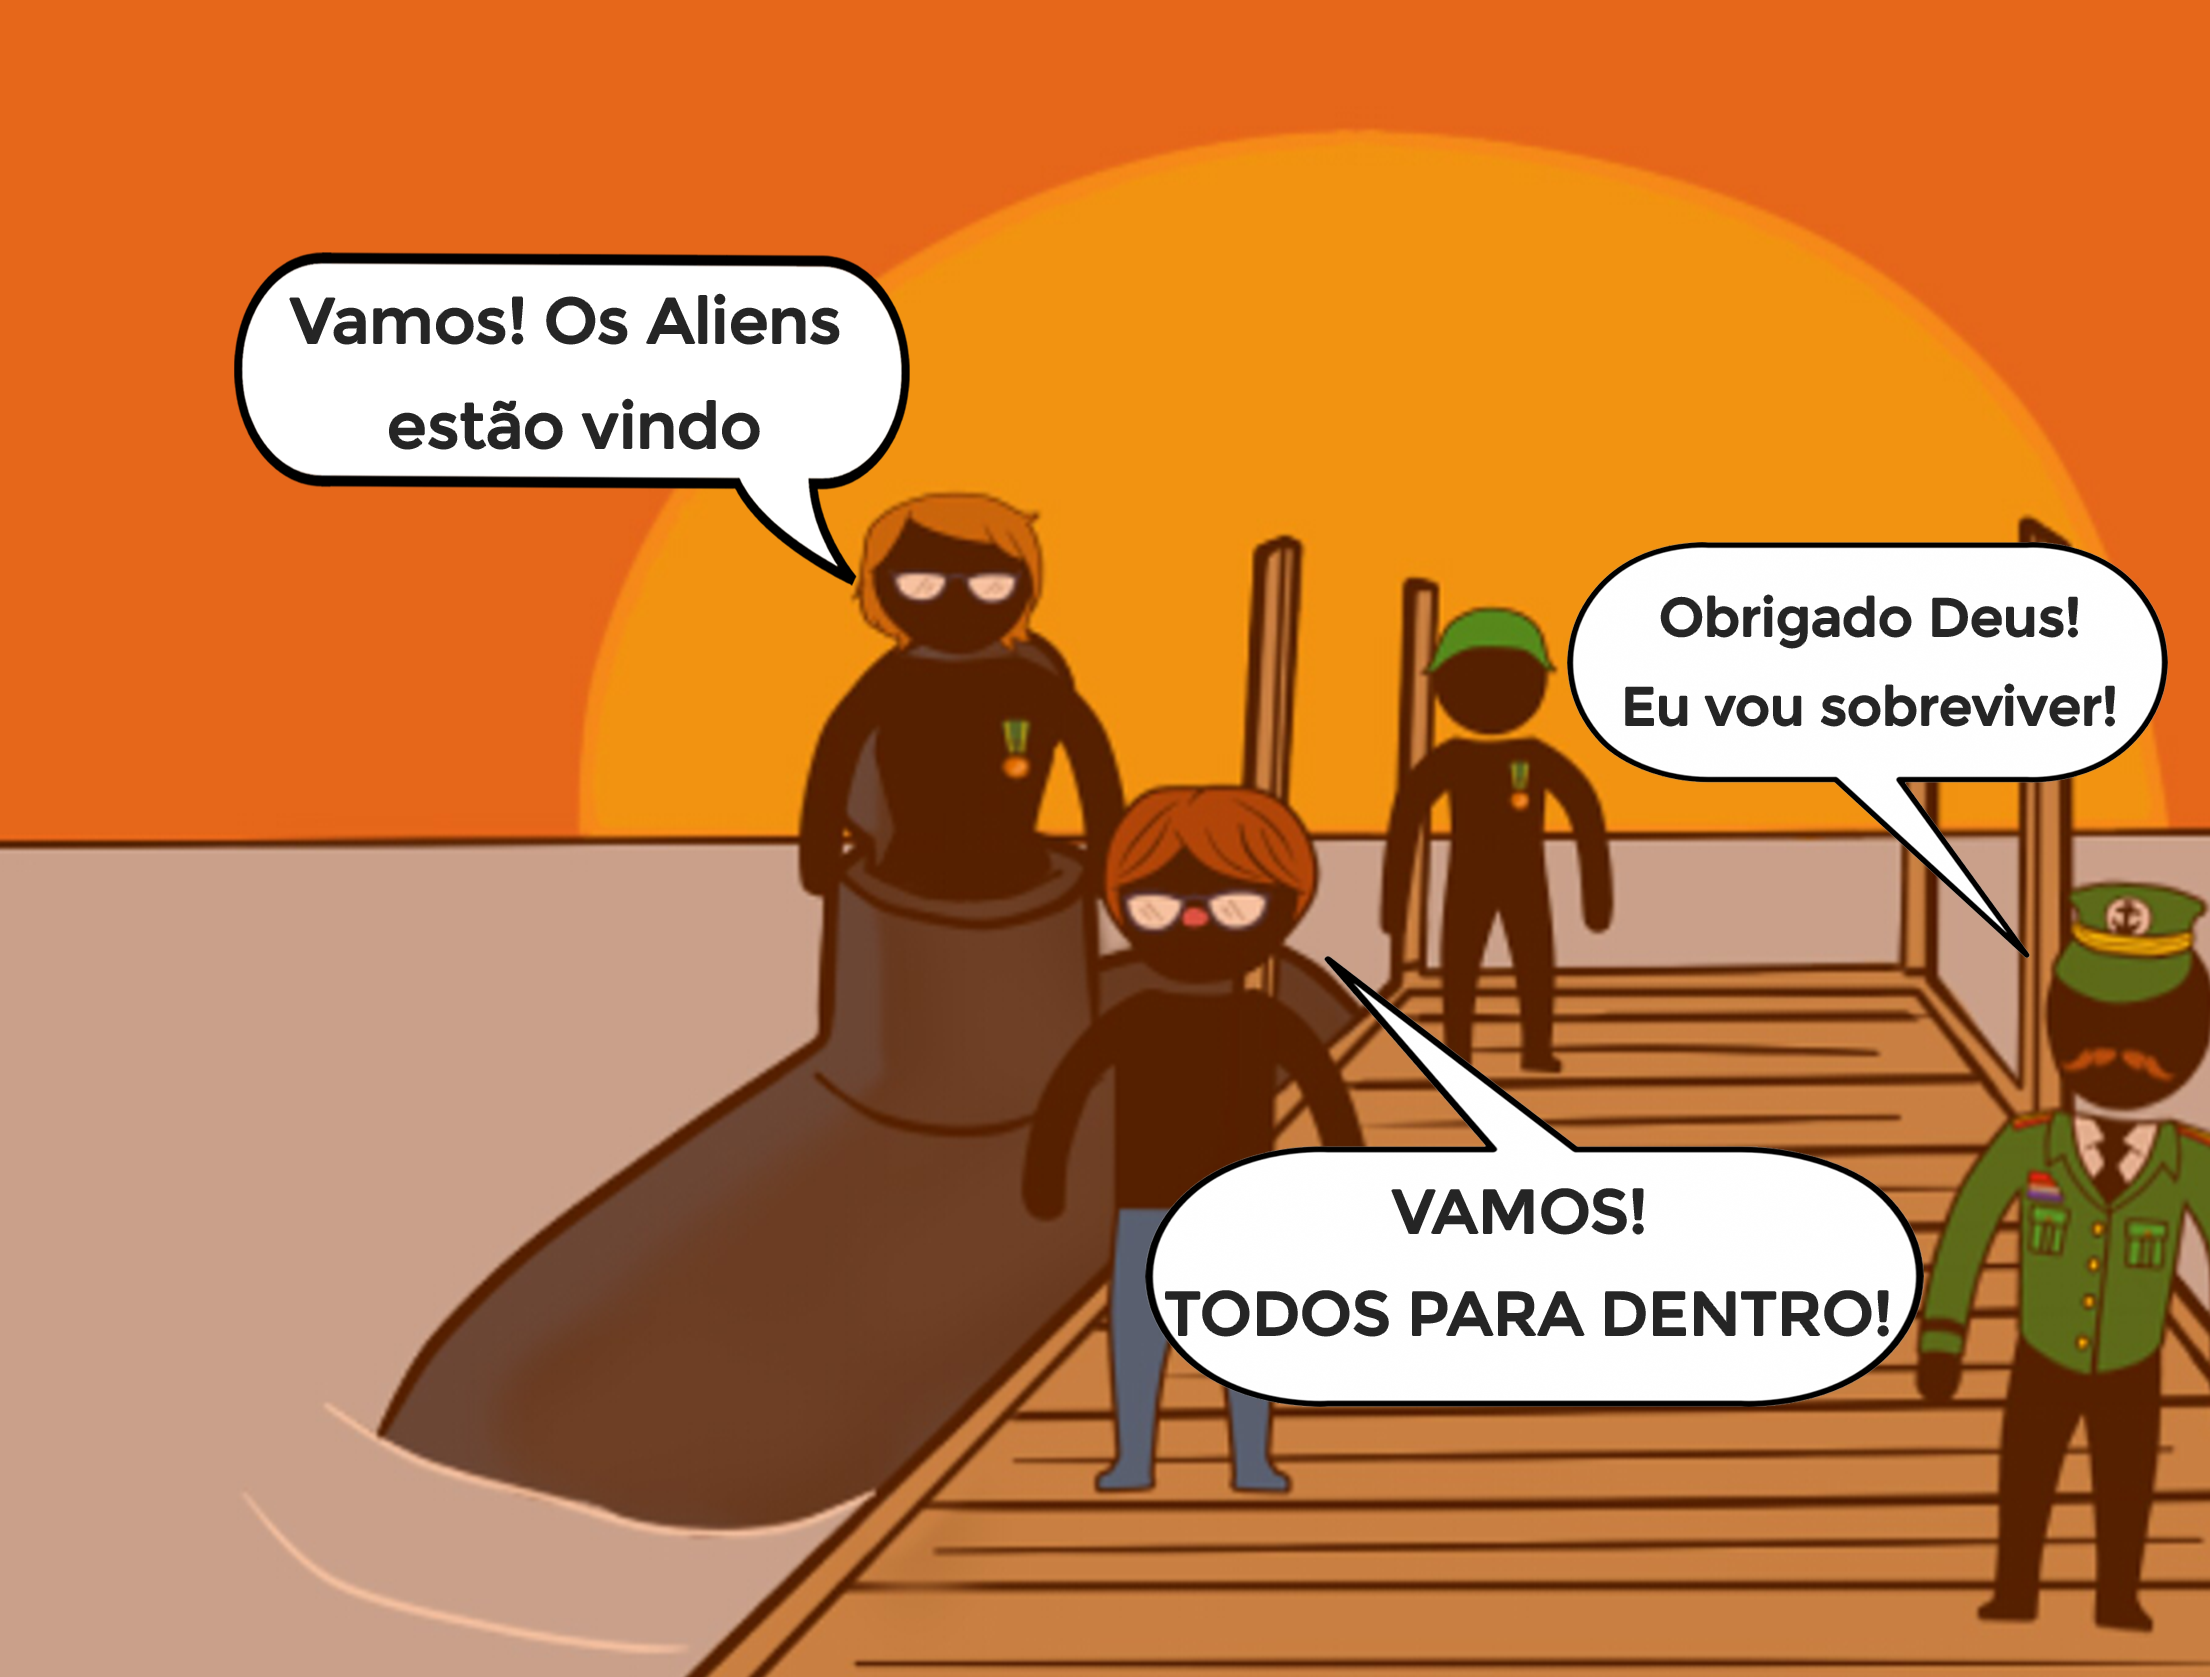 Vamos! Os Aliens
estão vindo
Obrigado Deus!
Eu vou sobreviver!
VAMOS!
TODOS PARA DENTRO!